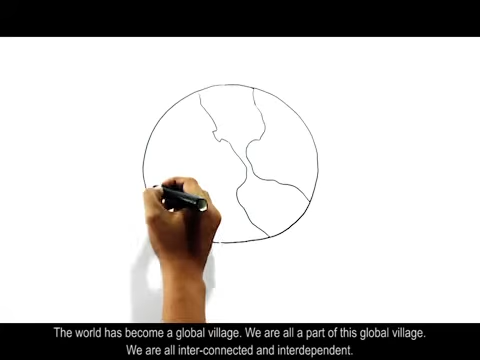 The world has become a global village. We are all a part of this global village.
We are all inter-connected and interdependent.